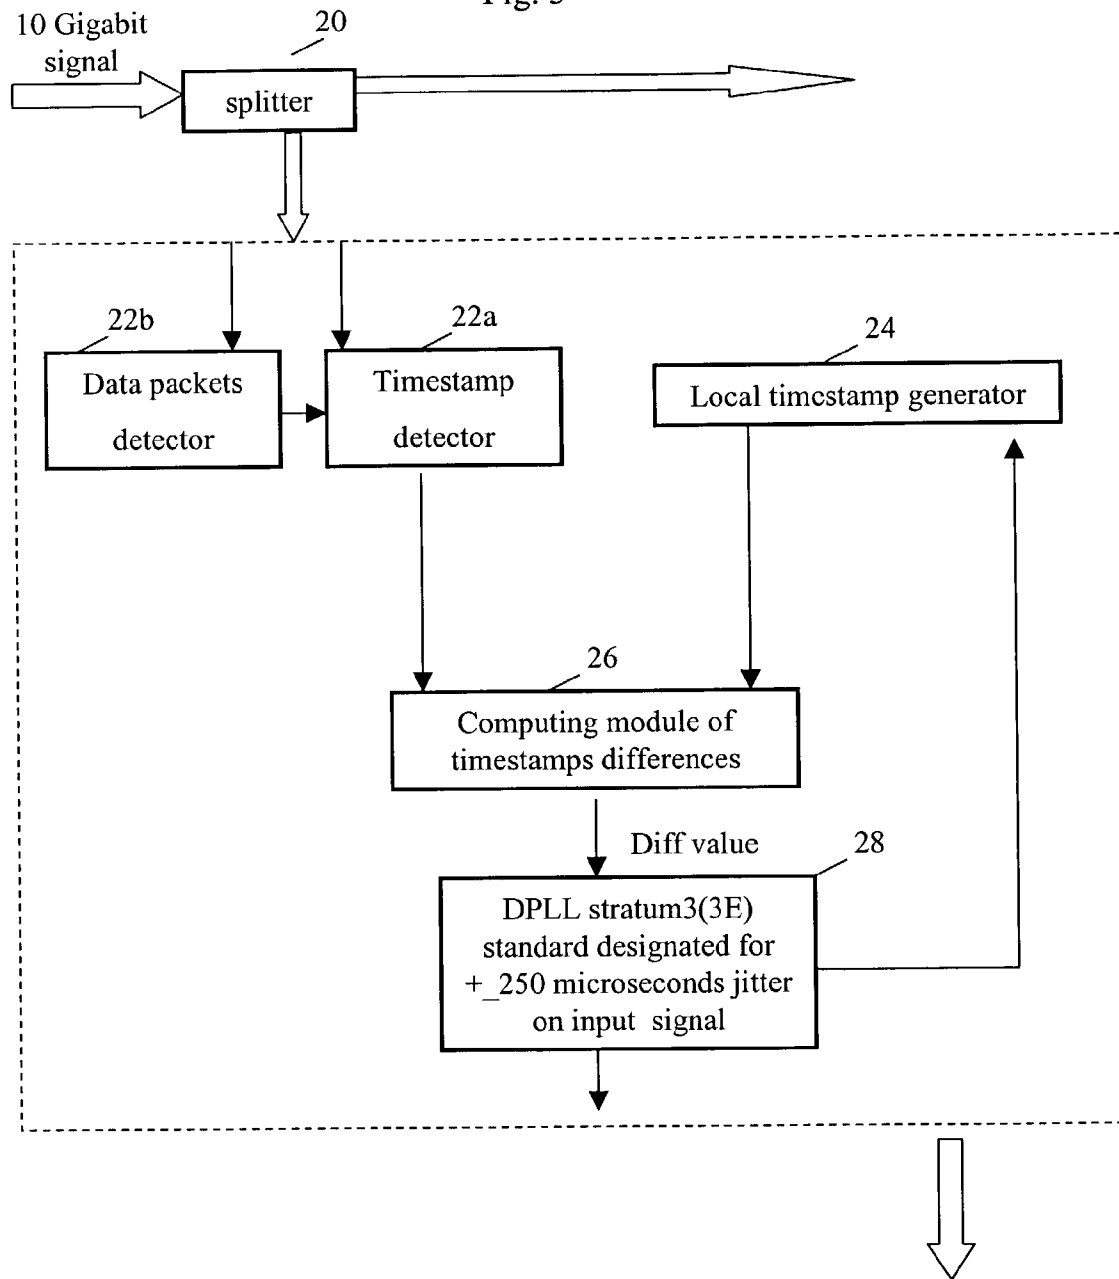 10 Gigabit
signal
20
splitter
22b
22a
24
Data packets
detector
Timestamp
detector
Local timestamp generator
26
Computing module of
timestamps differences
Diff value
28
DPLL stratum3(3E)
standard designated for
+_250 microseconds jitter
on input signal